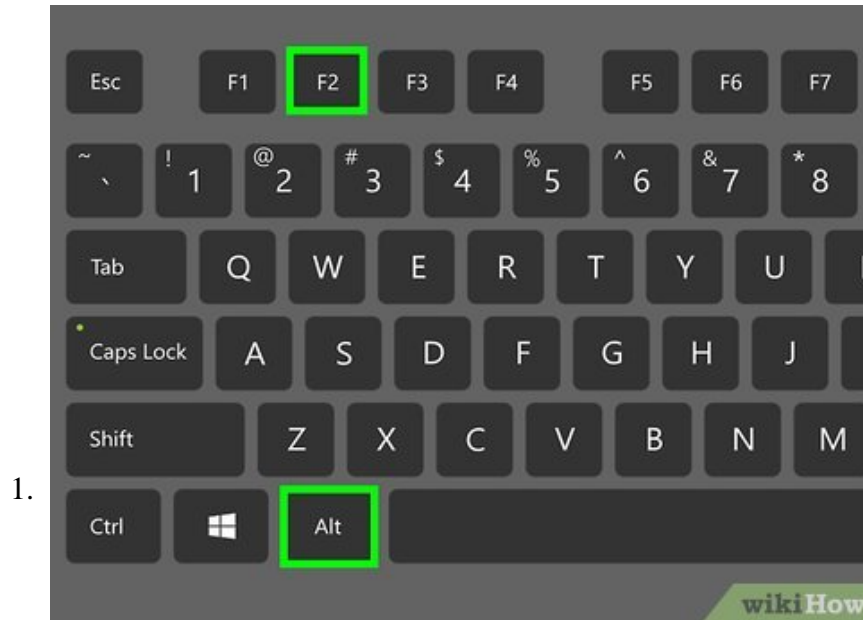 Esc F1 F2 F3 F4 F5 F6 F7
~ ` ! 1 @ 2 # 3 $ 4 % 5 ^ 6 & 7 * 8
Tab Q W E R T Y U
Caps Lock A S D F G H J
Shift Z X C V B N M
1.
Ctrl Alt
wikiHow